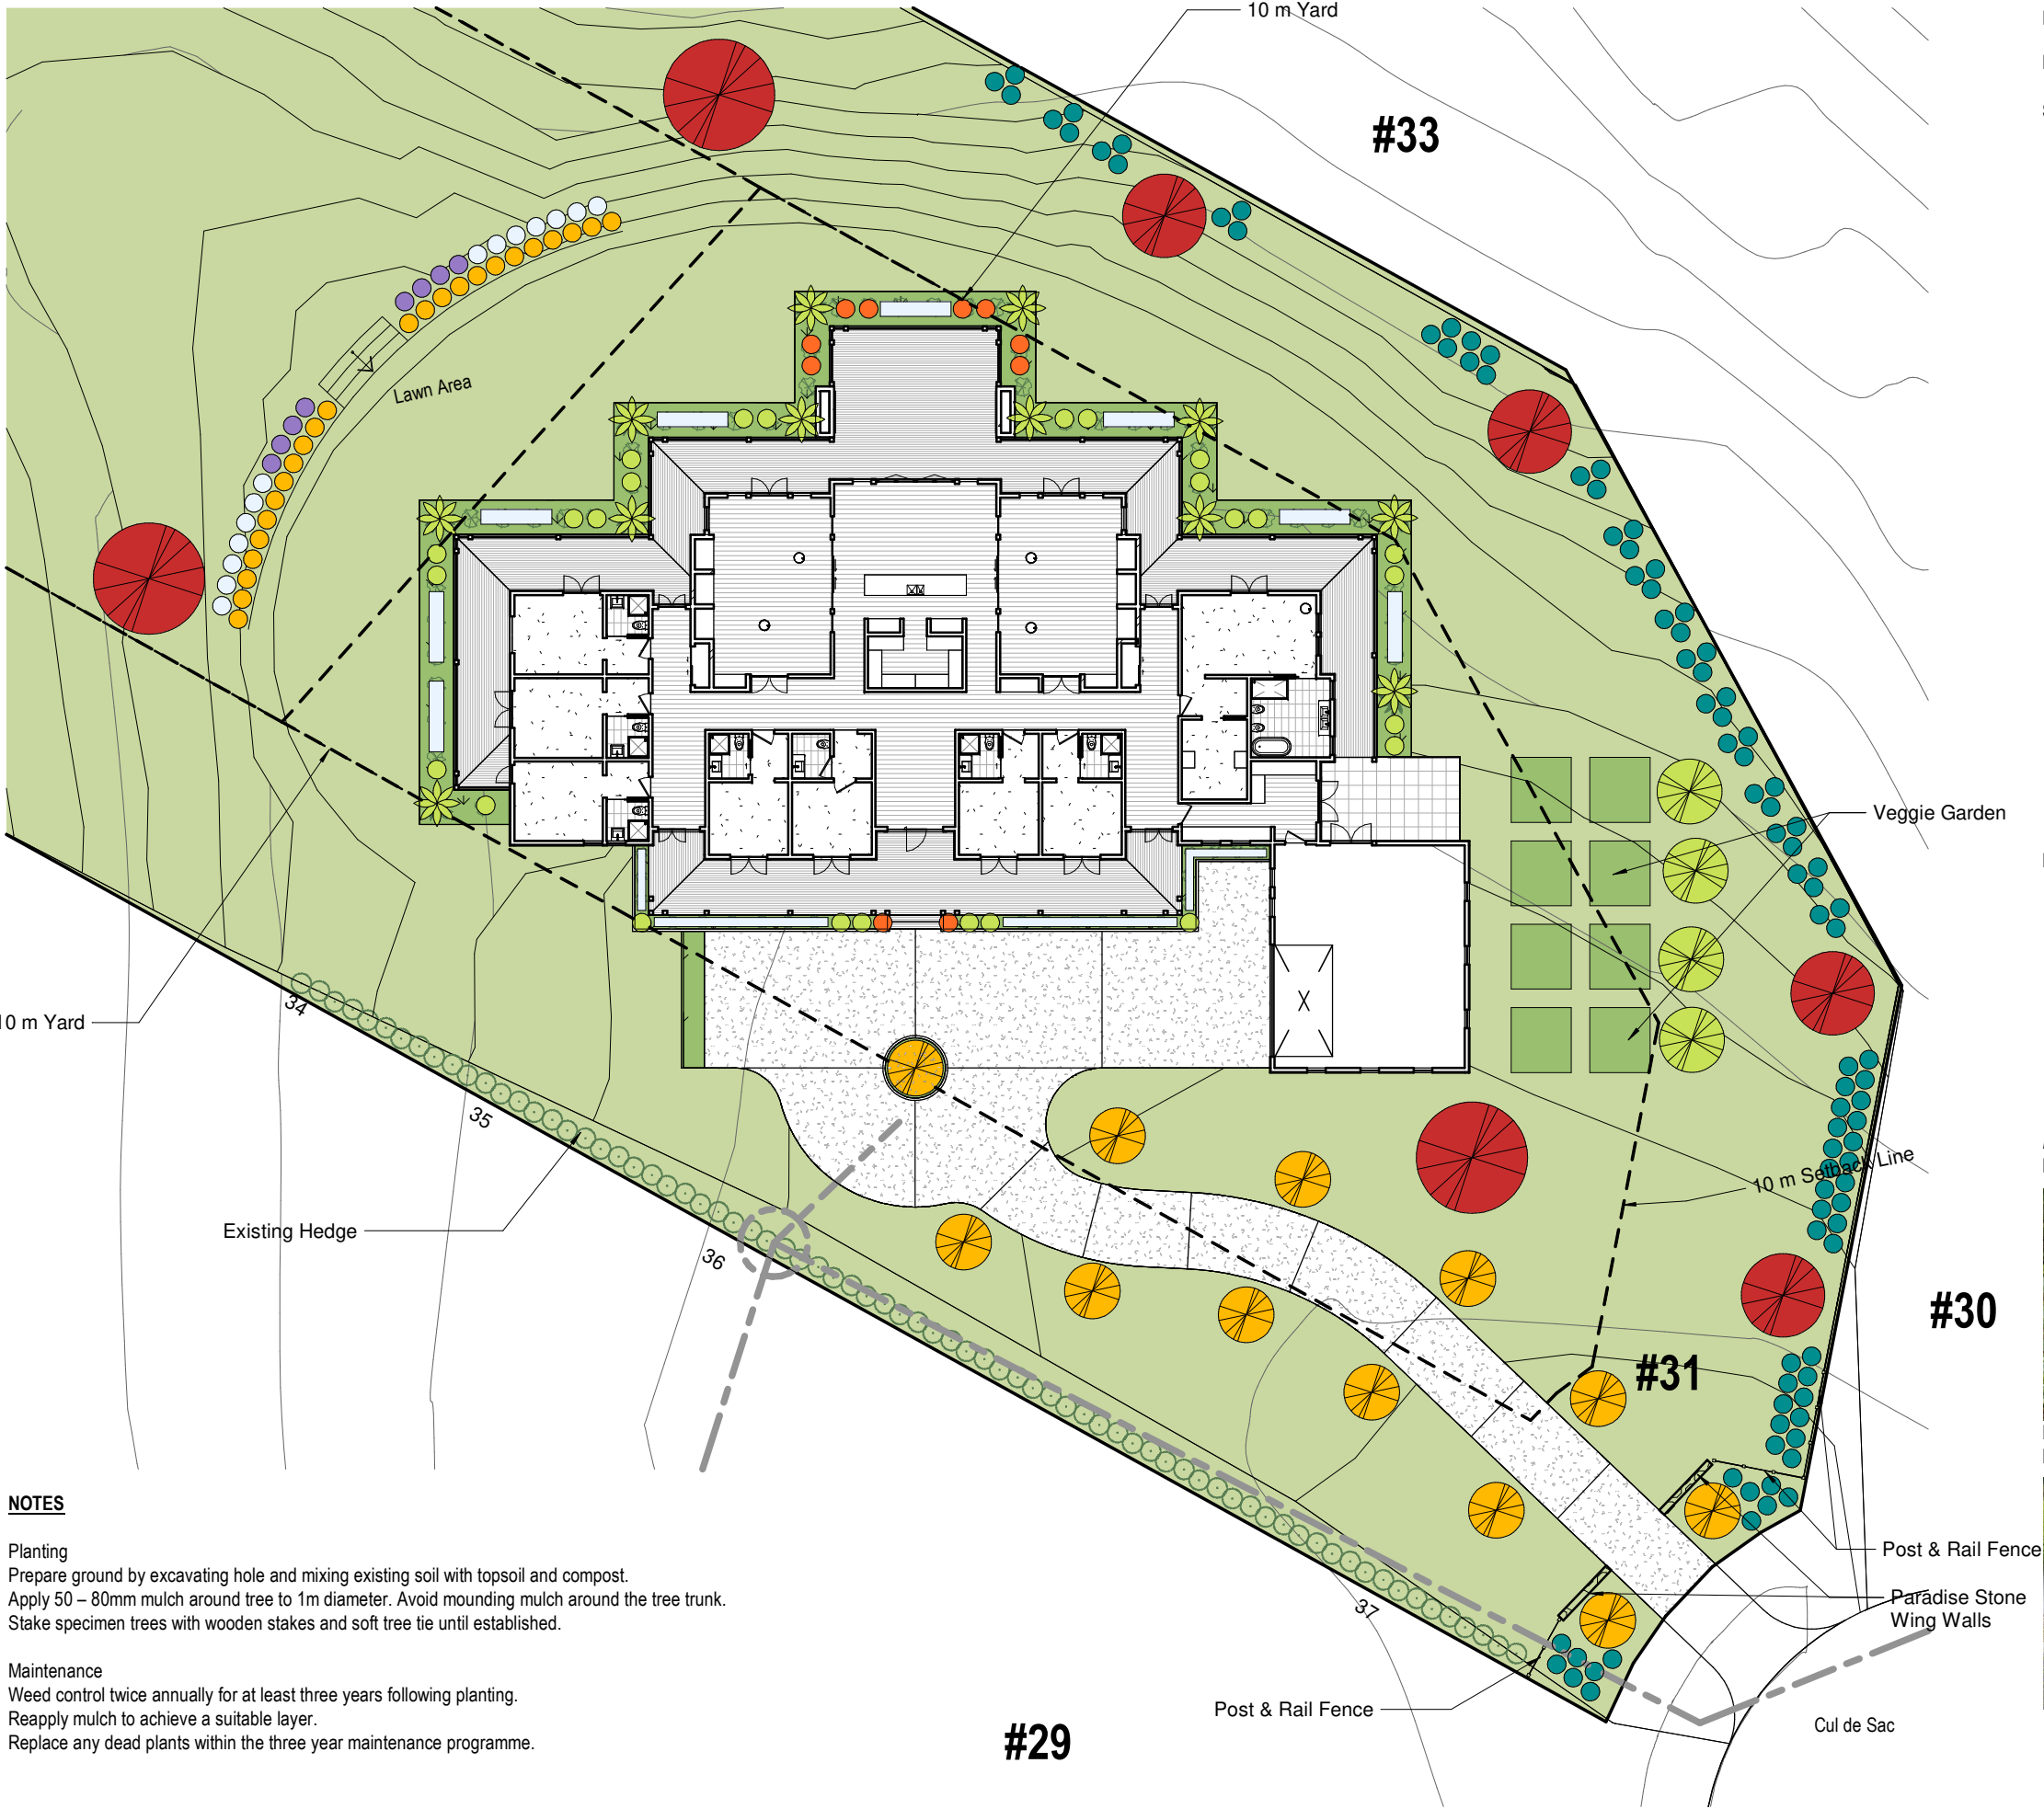 10 m Yard
#33
Lawn Area
Veggie Garden
10 m Yard
34
35
10 m Setback Line
Existing Hedge
36
#30
#31
NOTES
Planting
Prepare ground by excavating hole and mixing existing soil with topsoil and compost.
Apply 50 – 80mm mulch around tree to 1m diameter. Avoid mounding mulch around the tree trunk.
Stake specimen trees with wooden stakes and soft tree tie until established.
Post & Rail Fence
Paradise Stone
Wing Walls
37
Maintenance
Weed control twice annually for at least three years following planting.
Reapply mulch to achieve a suitable layer.
Replace any dead plants within the three year maintenance programme.
Post & Rail Fence
#29
Cul de Sac